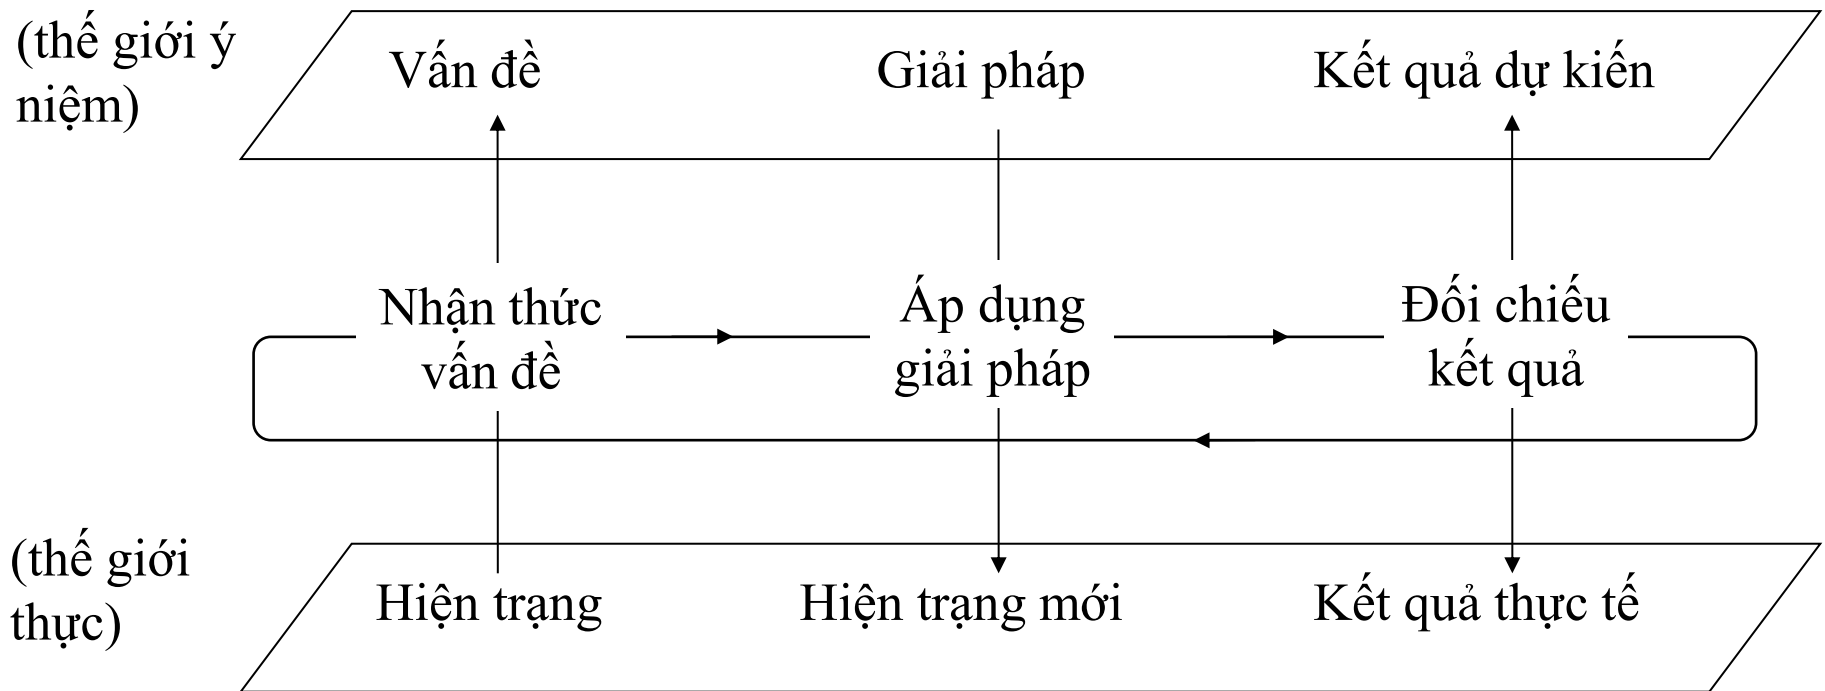 (thế giới ý
niệm)
Vấn đề
Giải pháp
Kết quả dự kiến
Nhận thức
vấn đề
Áp dụng
giải pháp
Đối chiếu
kết quả
(thế giới
thực)
Hiện trạng
Hiện trạng mới
Kết quả thực tế